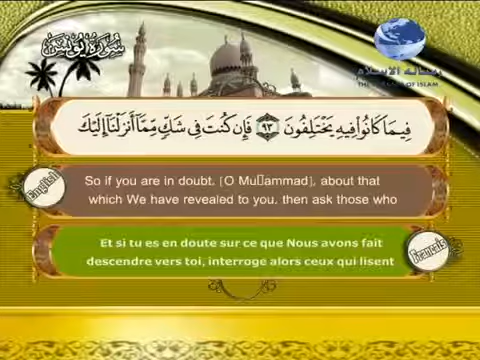 سورة يونس
رسالة الإسلام
THE MESSAGE OF ISLAM
فِيمَا كَانُوا۟ فِيهِ يَخْتَلِفُونَ ﴿٩٣﴾ فَإِن كُنتَ فِى شَكٍّ مِّمَّآ أَنزَلْنَآ إِلَيْكَ
English
So if you are in doubt, [O Mu▯ammad], about that
which We have revealed to you, then ask those who
Et si tu es en doute sur ce que Nous avons fait
descendre vers toi, interroge alors ceux qui lisent
Français